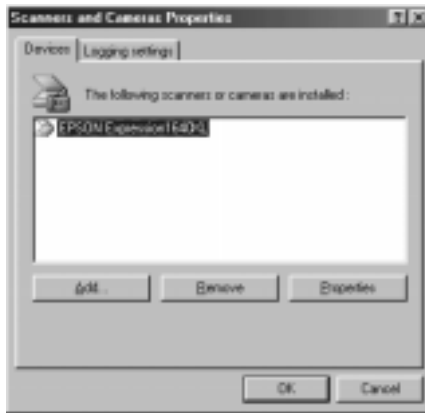 Scanners and Cameras Properties
Devices
Logging settings
The following scanners or cameras are installed :
EPSON Expression1640XL
Add...
Remove
Properties
OK
Cancel